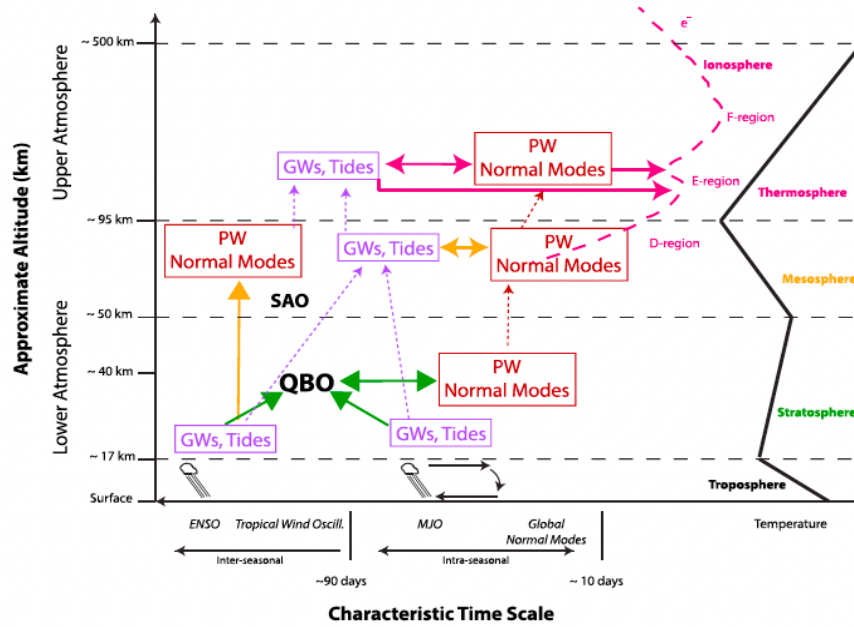 ~ 500 km
e⁻
Ionosphere
Upper Atmosphere
F-region
PW
Normal Modes
GWs, Tides
E-region
Thermosphere
Approximate Altitude (km)
~ 95 km
PW
Normal Modes
GWs, Tides
PW
Normal Modes
D-region
Mesosphere
SAO
~ 50 km
Lower Atmosphere
~ 40 km
QBO
PW
Normal Modes
Stratosphere
GWs, Tides
GWs, Tides
~ 17 km
Troposphere
Surface
ENSO
Tropical Wind Oscill.
MJO
Global
Normal Modes
Temperature
Inter-seasonal
Intra-seasonal
~90 days
~ 10 days
Characteristic Time Scale